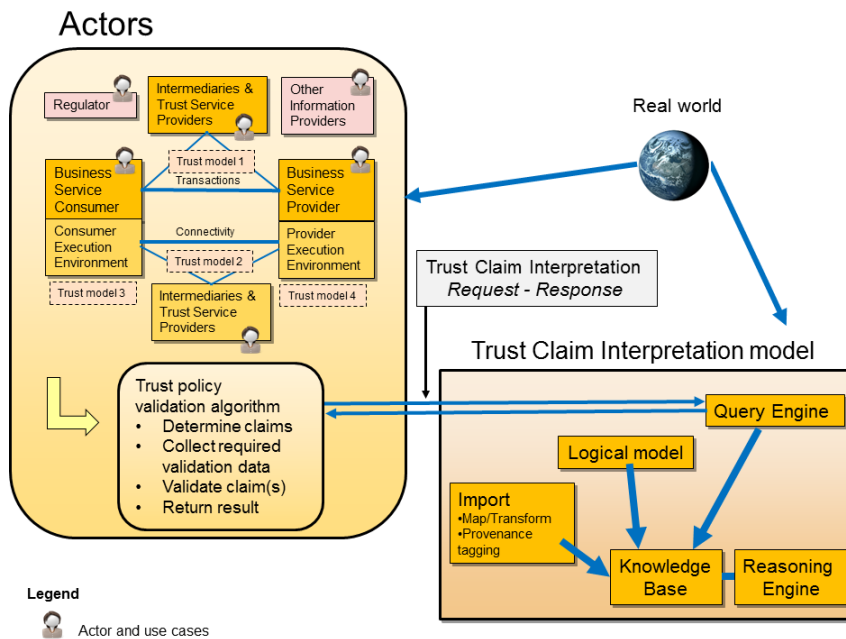 Actors
Regulator
Intermediaries &
Trust Service
Providers
Other
Information
Providers
Real world
Trust model 1
Business
Service
Consumer
Transactions
Business
Service
Provider
Consumer
Execution
Environment
Connectivity
Provider
Execution
Environment
Trust model 2
Trust model 3
Trust model 4
Intermediaries &
Trust Service
Providers
Trust Claim Interpretation
Request - Response
Trust Claim Interpretation model
Trust policy
validation algorithm
• Determine claims
• Collect required
validation data
• Validate claim(s)
• Return result
Query Engine
Logical model
Import
•Map/Transform
•Provenance
tagging
Knowledge
Base
Reasoning
Engine
Legend
Actor and use cases